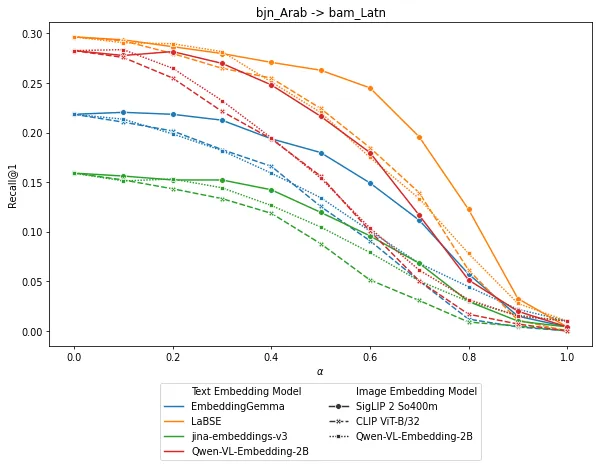 bjn_Arab -> bam_Latn
Recall@1
0.30
0.25
0.20
0.15
0.10
0.05
0.00
0.0 0.2 0.4 0.6 0.8 1.0
α
Text Embedding Model Image Embedding Model
EmbeddingGemma SigLIP 2 So400m
LaBSE CLIP ViT-B/32
jina-embeddings-v3 Qwen-VL-Embedding-2B
Qwen-VL-Embedding-2B